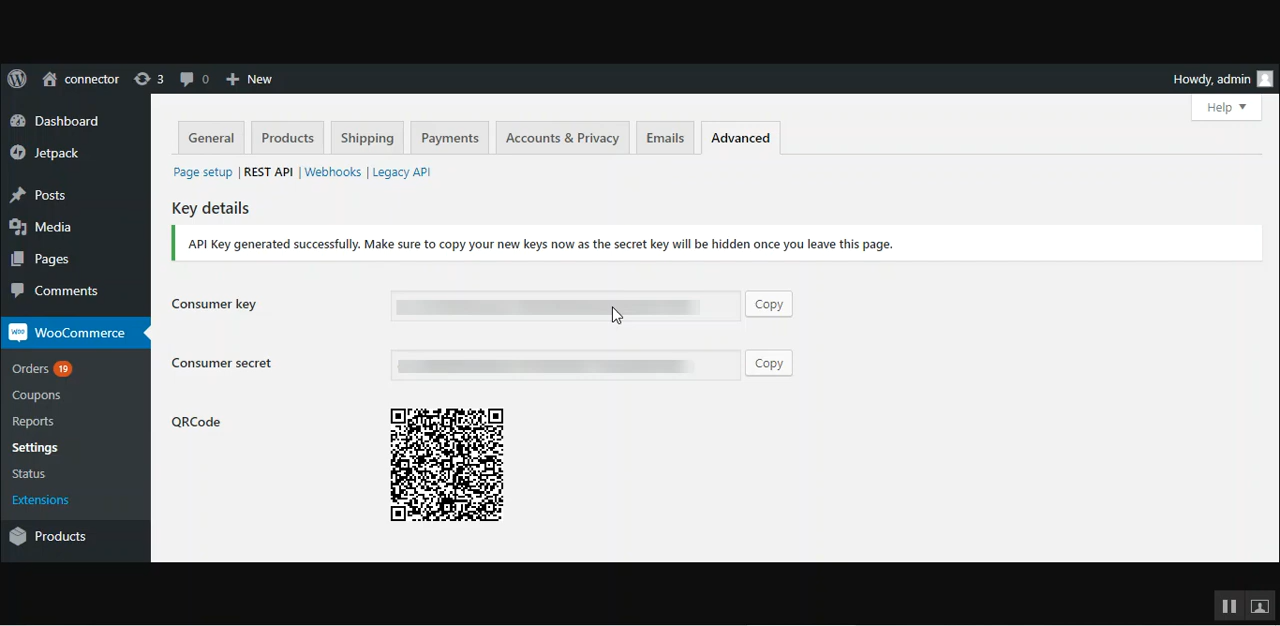 connector 3 0 New Howdy, admin
Help
Dashboard
Jetpack
Posts
Media
Pages
Comments
WooCommerce
Orders 19
Coupons
Reports
Settings
Status
Extensions
Products
General Products Shipping Payments Accounts & Privacy Emails Advanced
Page setup | REST API | Webhooks | Legacy API
Key details
API Key generated successfully. Make sure to copy your new keys now as the secret key will be hidden once you leave this page.
Consumer key Copy
Consumer secret Copy
QRCode